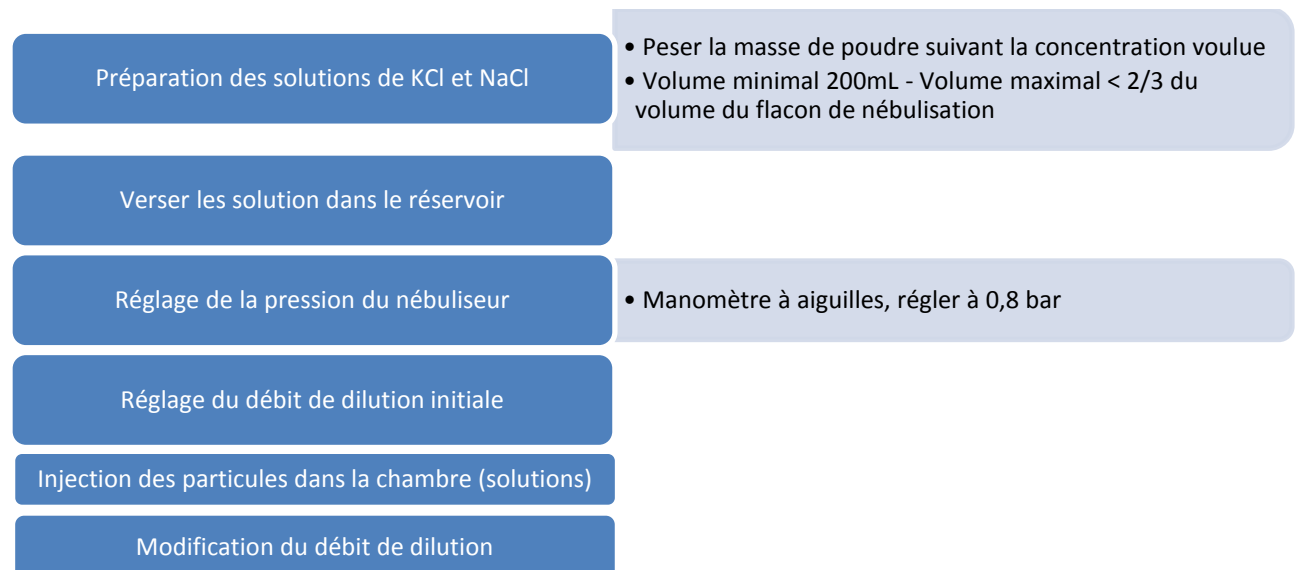 Préparation des solutions de KCl et NaCl
• Peser la masse de poudre suivant la concentration voulue
• Volume minimal 200mL - Volume maximal < 2/3 du
volume du flacon de nébulisation
Verser les solution dans le réservoir
Réglage de la pression du nébuliseur
• Manomètre à aiguilles, régler à 0,8 bar
Réglage du débit de dilution initiale
Injection des particules dans la chambre (solutions)
Modification du débit de dilution